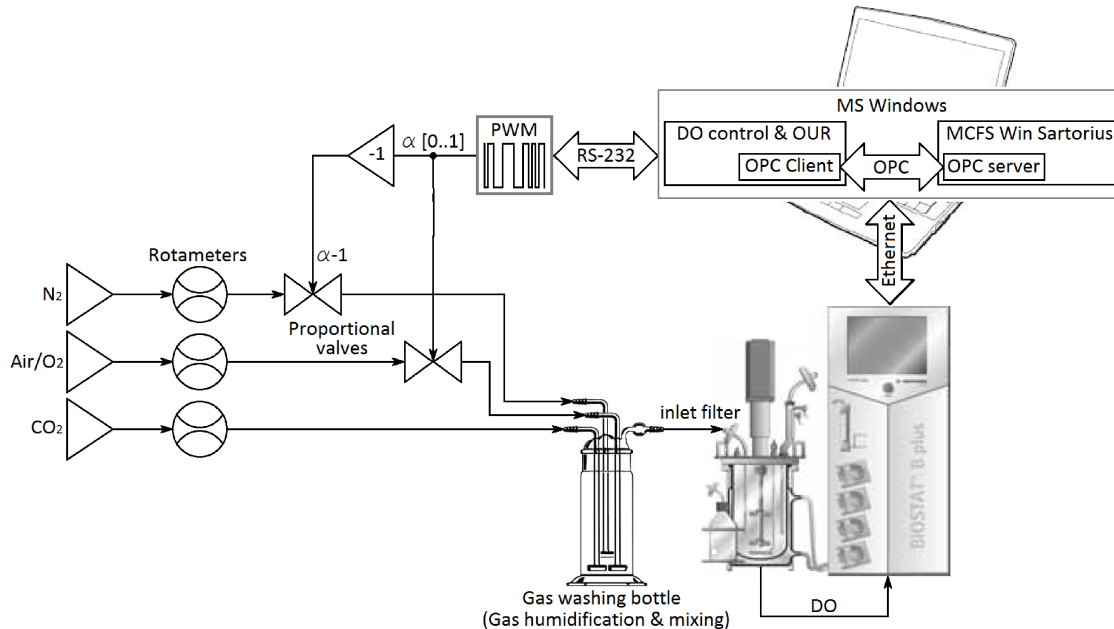 MS Windows
PWM
DO control & OUR
MCFS Win Sartorius
α [0..1]
-1
RS-232
OPC Client
OPC
OPC server
α-1
Ethernet
Rotameters
N2
Proportional
valves
Air/O2
inlet filter
CO2
BIOSTAT® B plus
Gas washing bottle
(Gas humidification & mixing)
DO